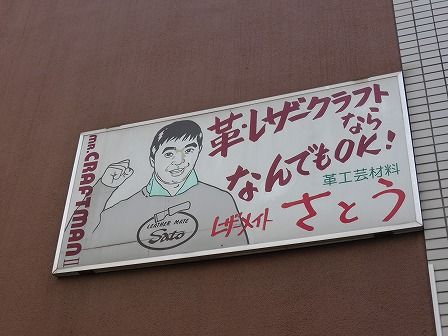 MR. CRAFTMAN!!
革・レザークラフト
なら
なんでもOK!
革工芸材料
レザーメイト さとう
LEATHER MATE
Sato